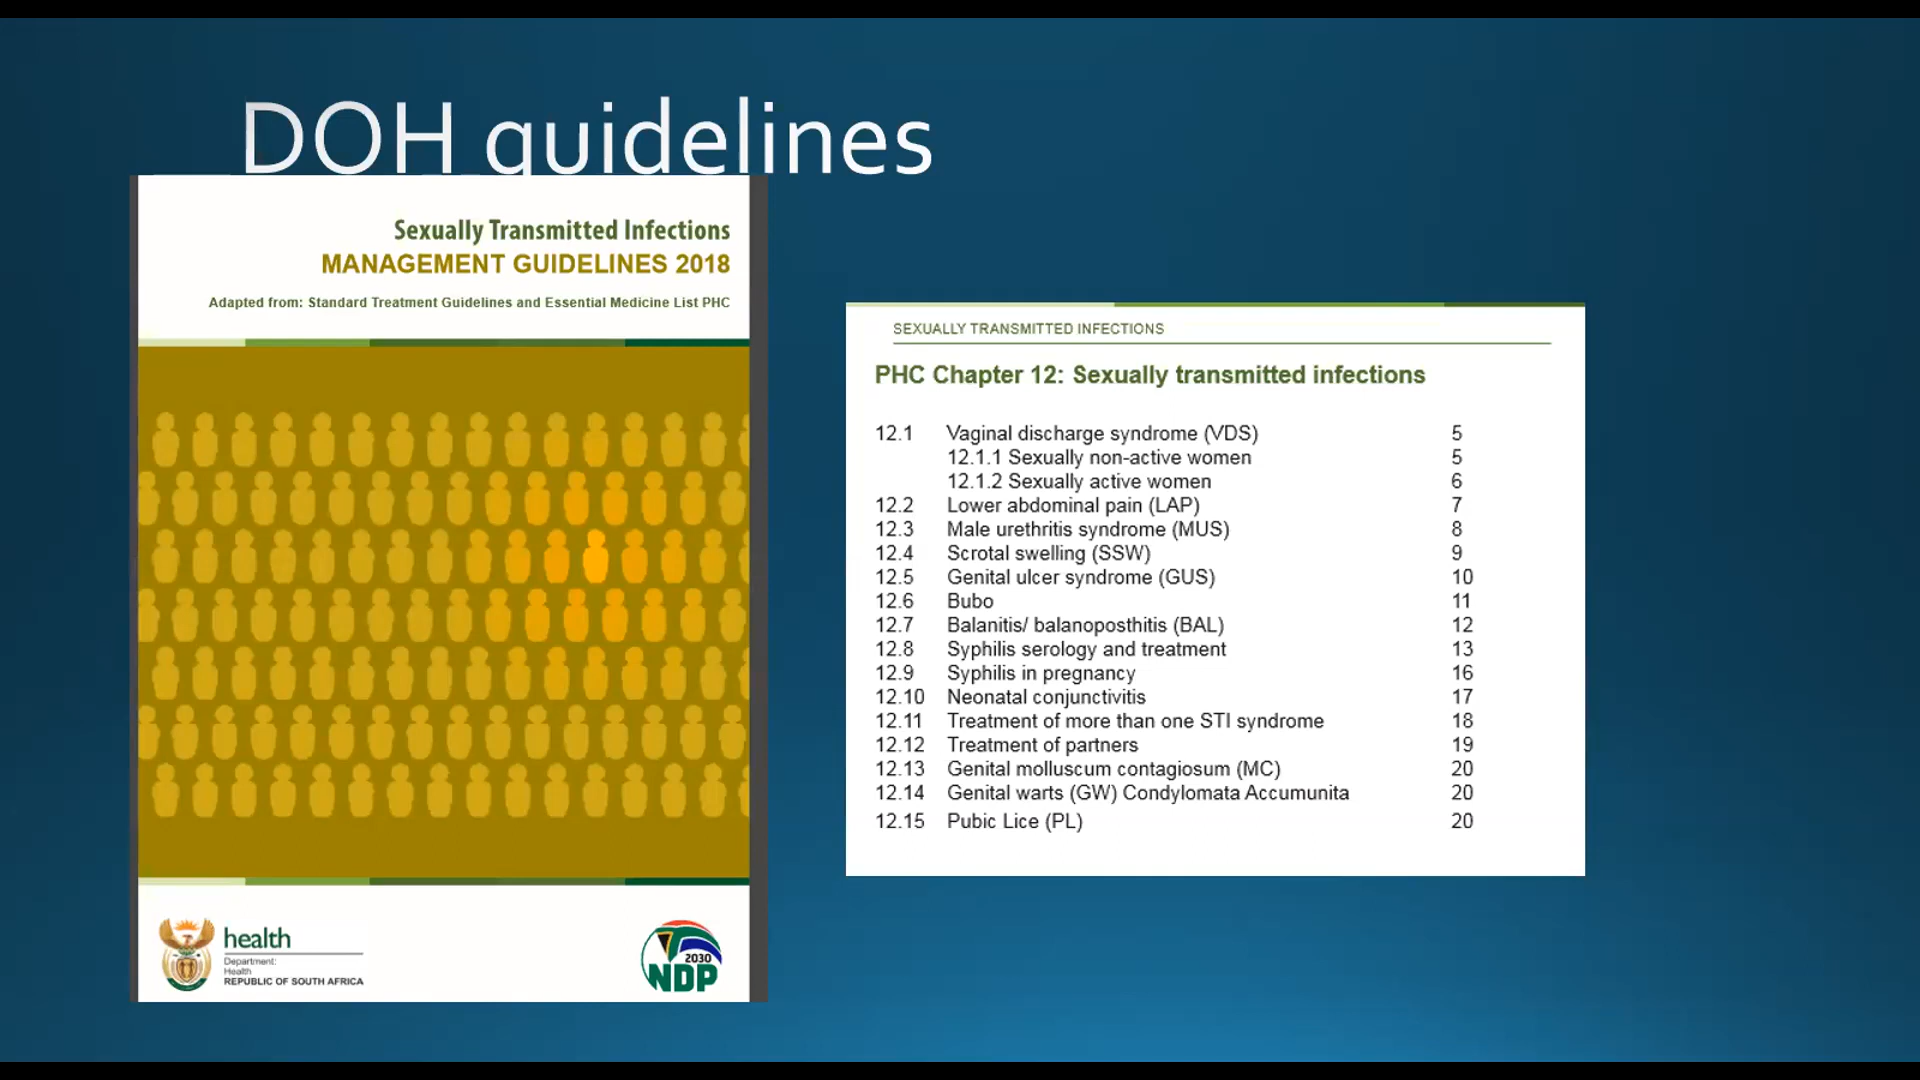 DOH guidelines
Sexually Transmitted Infections
MANAGEMENT GUIDELINES 2018
Adapted from: Standard Treatment Guidelines and Essential Medicine List PHC
health
Department:
Health
REPUBLIC OF SOUTH AFRICA
2030
NDP
SEXUALLY TRANSMITTED INFECTIONS
PHC Chapter 12: Sexually transmitted infections
12.1 Vaginal discharge syndrome (VDS) 5
12.1.1 Sexually non-active women 5
12.1.2 Sexually active women 6
12.2 Lower abdominal pain (LAP) 7
12.3 Male urethritis syndrome (MUS) 8
12.4 Scrotal swelling (SSW) 9
12.5 Genital ulcer syndrome (GUS) 10
12.6 Bubo 11
12.7 Balanitis/ balanoposthitis (BAL) 12
12.8 Syphilis serology and treatment 13
12.9 Syphilis in pregnancy 16
12.10 Neonatal conjunctivitis 17
12.11 Treatment of more than one STI syndrome 18
12.12 Treatment of partners 19
12.13 Genital molluscum contagiosum (MC) 20
12.14 Genital warts (GW) Condylomata Accumunita 20
12.15 Pubic Lice (PL) 20